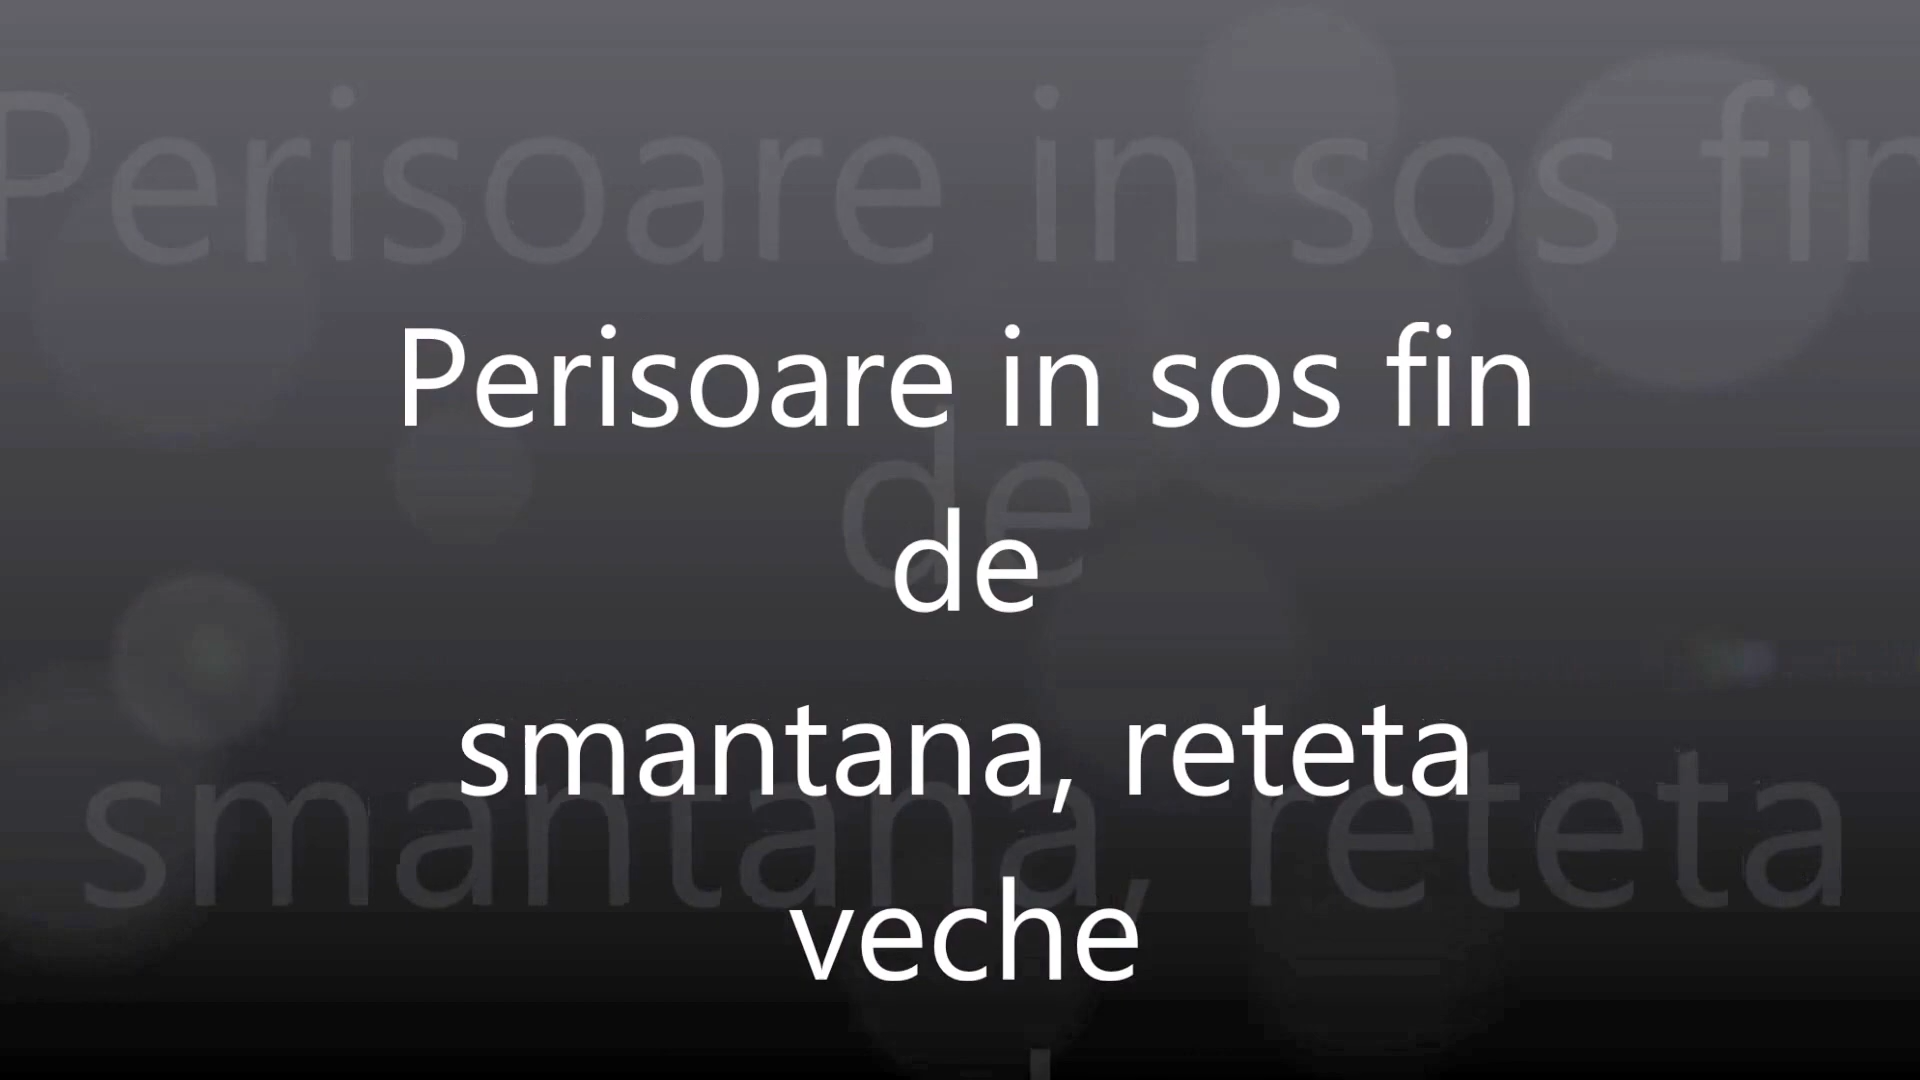 Perisoare in sos fin
de
smantana, reteta
veche